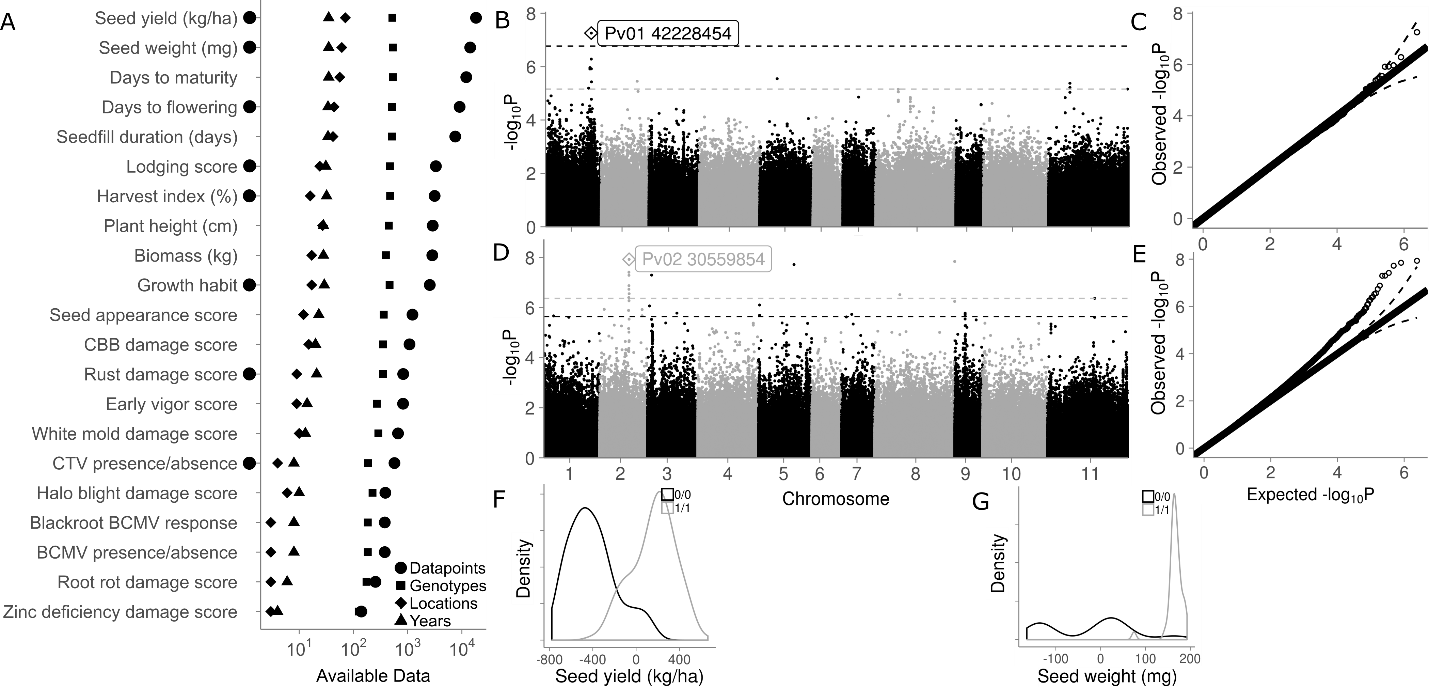 A
Seed yield (kg/ha)
Seed weight (mg)
Days to maturity
Days to flowering
Seedfill duration (days)
Lodging score
Harvest index (%)
Plant height (cm)
Biomass (kg)
Growth habit
Seed appearance score
CBB damage score
Rust damage score
Early vigor score
White mold damage score
CTV presence/absence
Halo blight damage score
Blackroot BCMV response
BCMV presence/absence
Root rot damage score
Zinc deficiency damage score
Datapoints
Genotypes
Locations
Years
10¹ 10² 10³ 10⁴
Available Data
B
Pv01 42228454
-log₁₀P
8
6
4
2
0
C
Observed -log₁₀P
8
6
4
2
0
0 2 4 6
D
Pv02 30559854
-log₁₀P
8
6
4
2
0
1 2 3 4 5 6 7 8 9 10 11
Chromosome
E
Observed -log₁₀P
8
6
4
2
0
0 2 4 6
Expected -log₁₀P
F
0/0
1/1
Density
-800 -400 0 400
Seed yield (kg/ha)
G
0/0
1/1
Density
-100 0 100 200
Seed weight (mg)